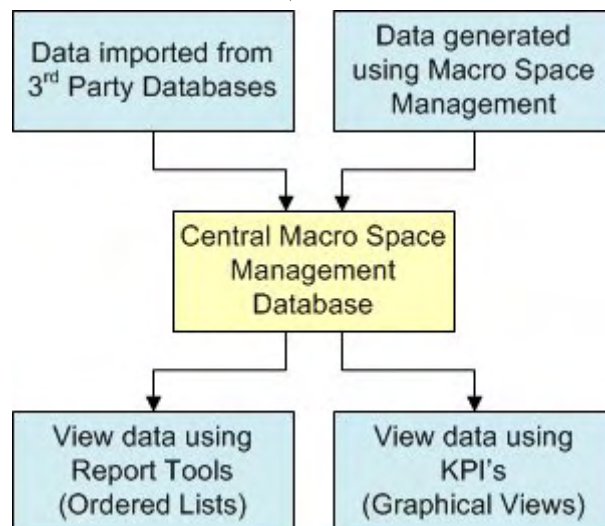 Data imported from
3rd Party Databases
Data generated
using Macro Space
Management
Central Macro Space
Management
Database
View data using
Report Tools
(Ordered Lists)
View data using
KPI's
(Graphical Views)